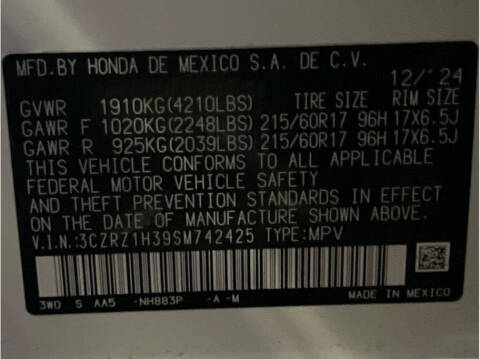 MFD.BY HONDA DE MEXICO S.A. DE C.V.
12/'24
GVWR 1910KG(4210LBS) TIRE SIZE RIM SIZE
GAWR F 1020KG(2248LBS) 215/60R17 96H 17X6.5J
GAWR R 925KG(2039LBS) 215/60R17 96H 17X6.5J
THIS VEHICLE CONFORMS TO ALL APPLICABLE
FEDERAL MOTOR VEHICLE SAFETY
AND THEFT PREVENTION STANDARDS IN EFFECT
ON THE DATE OF MANUFACTURE SHOWN ABOVE.
V.I.N.:3CZRZ1H39SM742425 TYPE:MPV
3W0 S AA5 -NH883P -A-M
MADE IN MEXICO